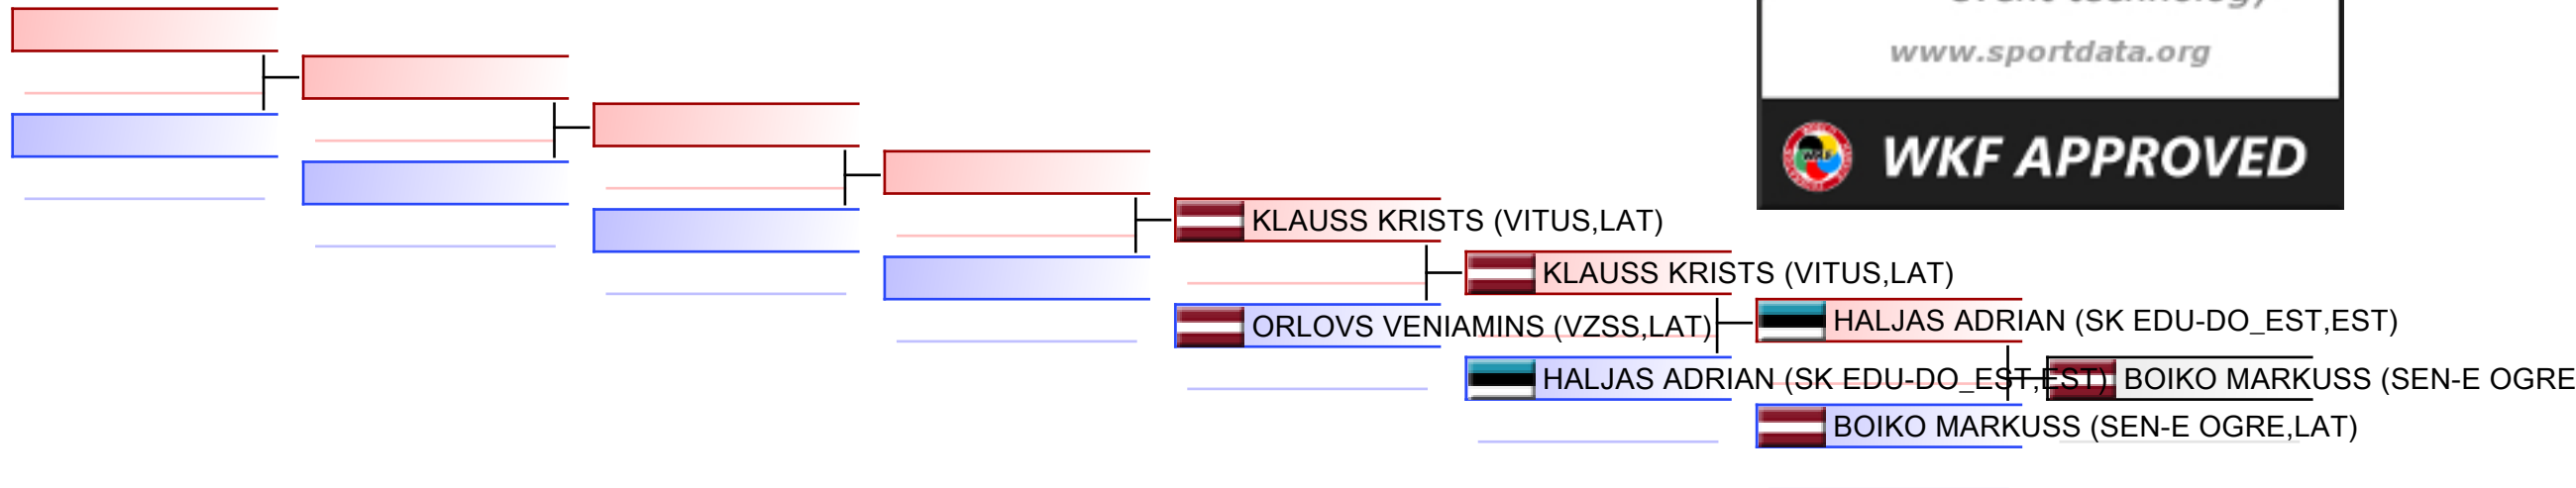 www.sportdata.org
WKF APPROVED
KLAUSS KRISTS (VITUS,LAT)
KLAUSS KRISTS (VITUS,LAT)
ORLOVS VENIAMINS (VZSS,LAT)
HALJAS ADRIAN (SK EDU-DO_EST,EST)
HALJAS ADRIAN (SK EDU-DO_EST,EST)
BOIKO MARKUSS (SEN-E OGRE
BOIKO MARKUSS (SEN-E OGRE,LAT)